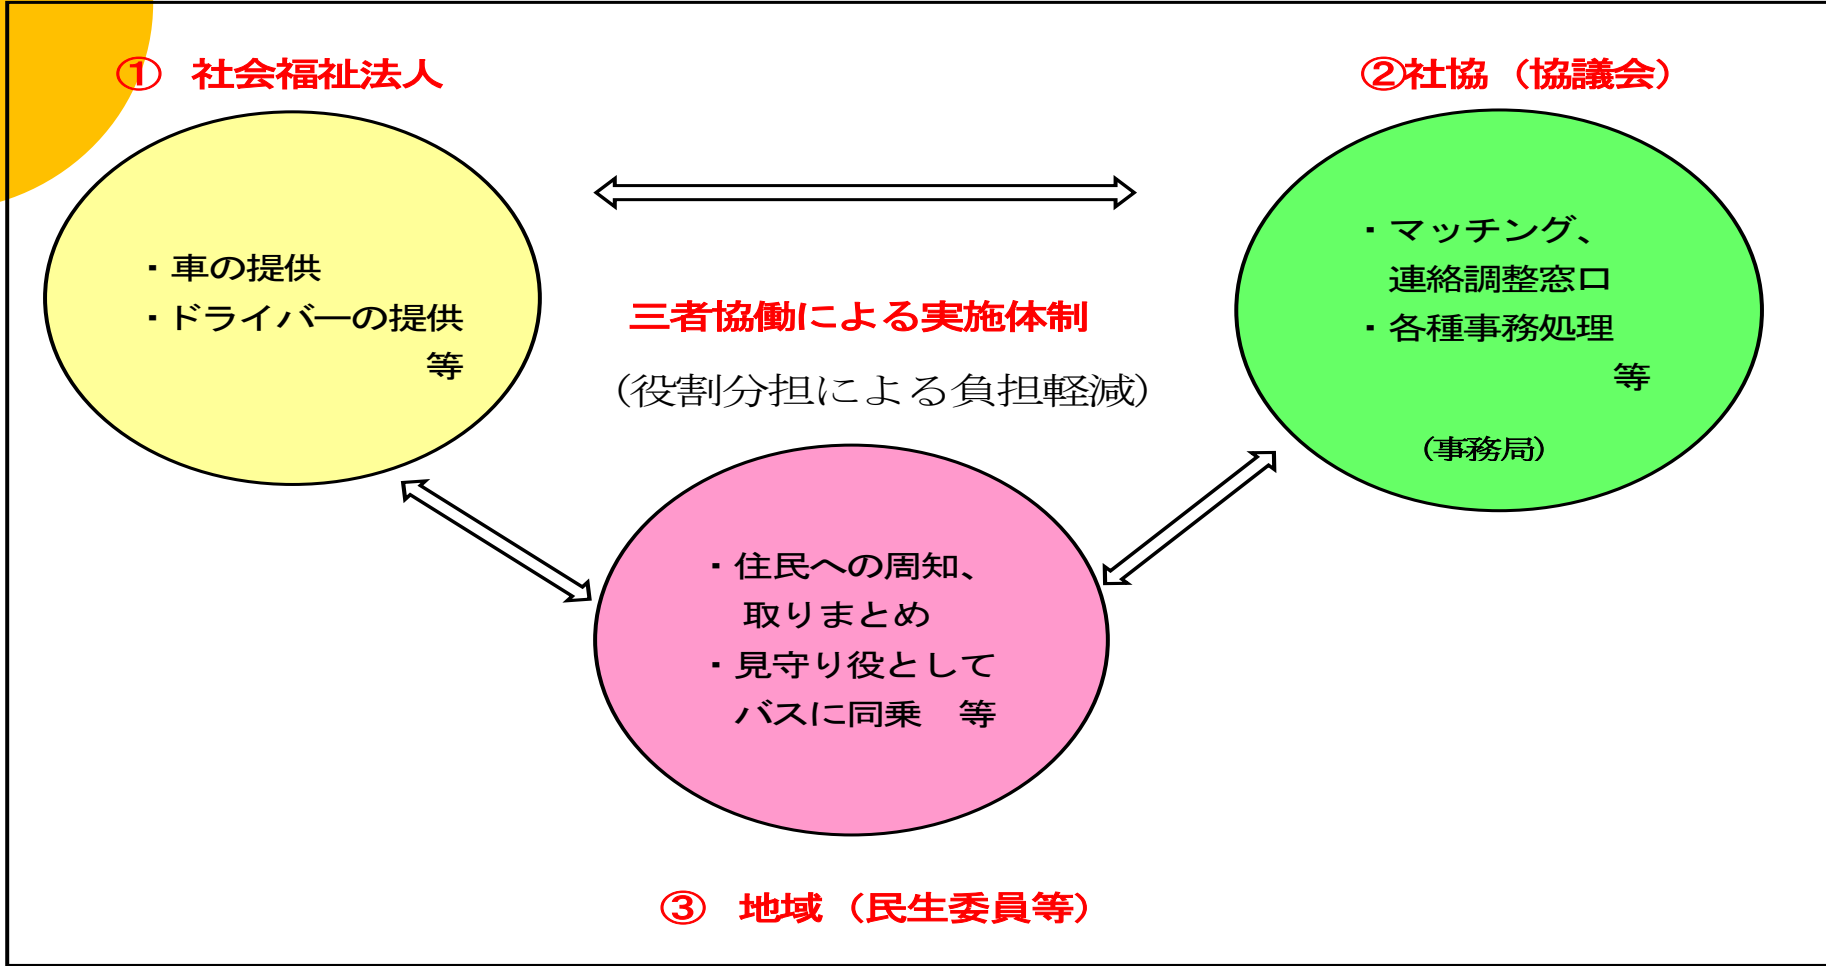 ① 社会福祉法人
②社協（協議会）
・車の提供
・ドライバーの提供
等
・マッチング、
連絡調整窓口
・各種事務処理
等
（事務局）
三者協働による実施体制
（役割分担による負担軽減）
・住民への周知、
取りまとめ
・見守り役として
バスに同乗　等
③ 地域（民生委員等）